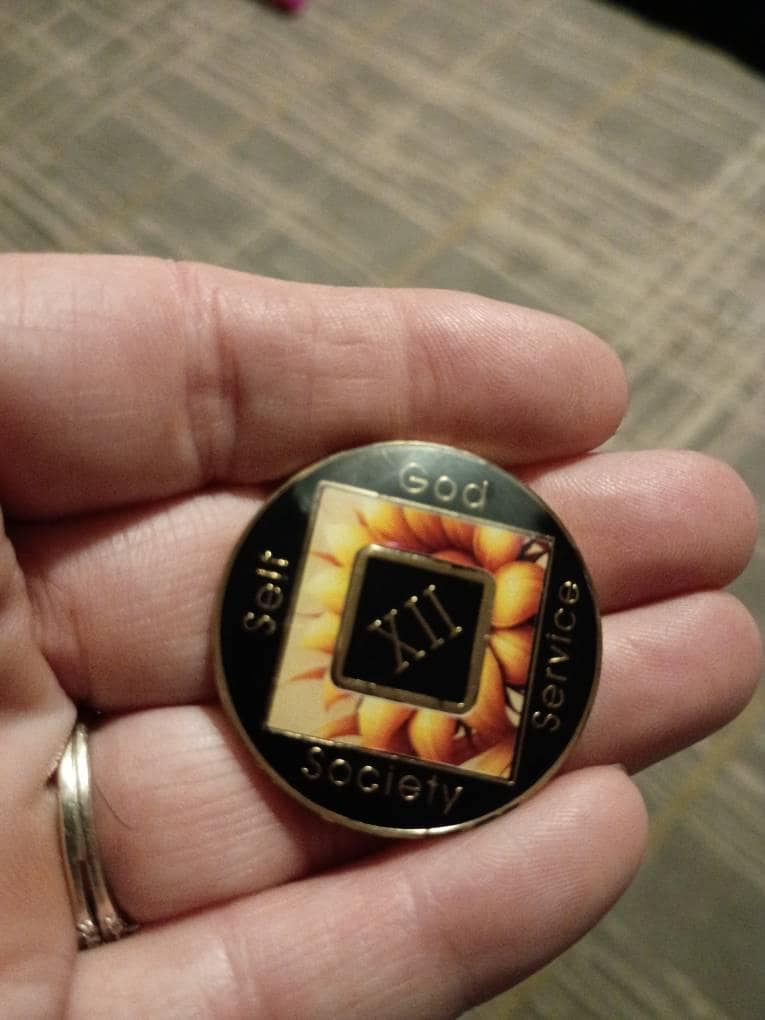 God
Self
XII
Service
Society